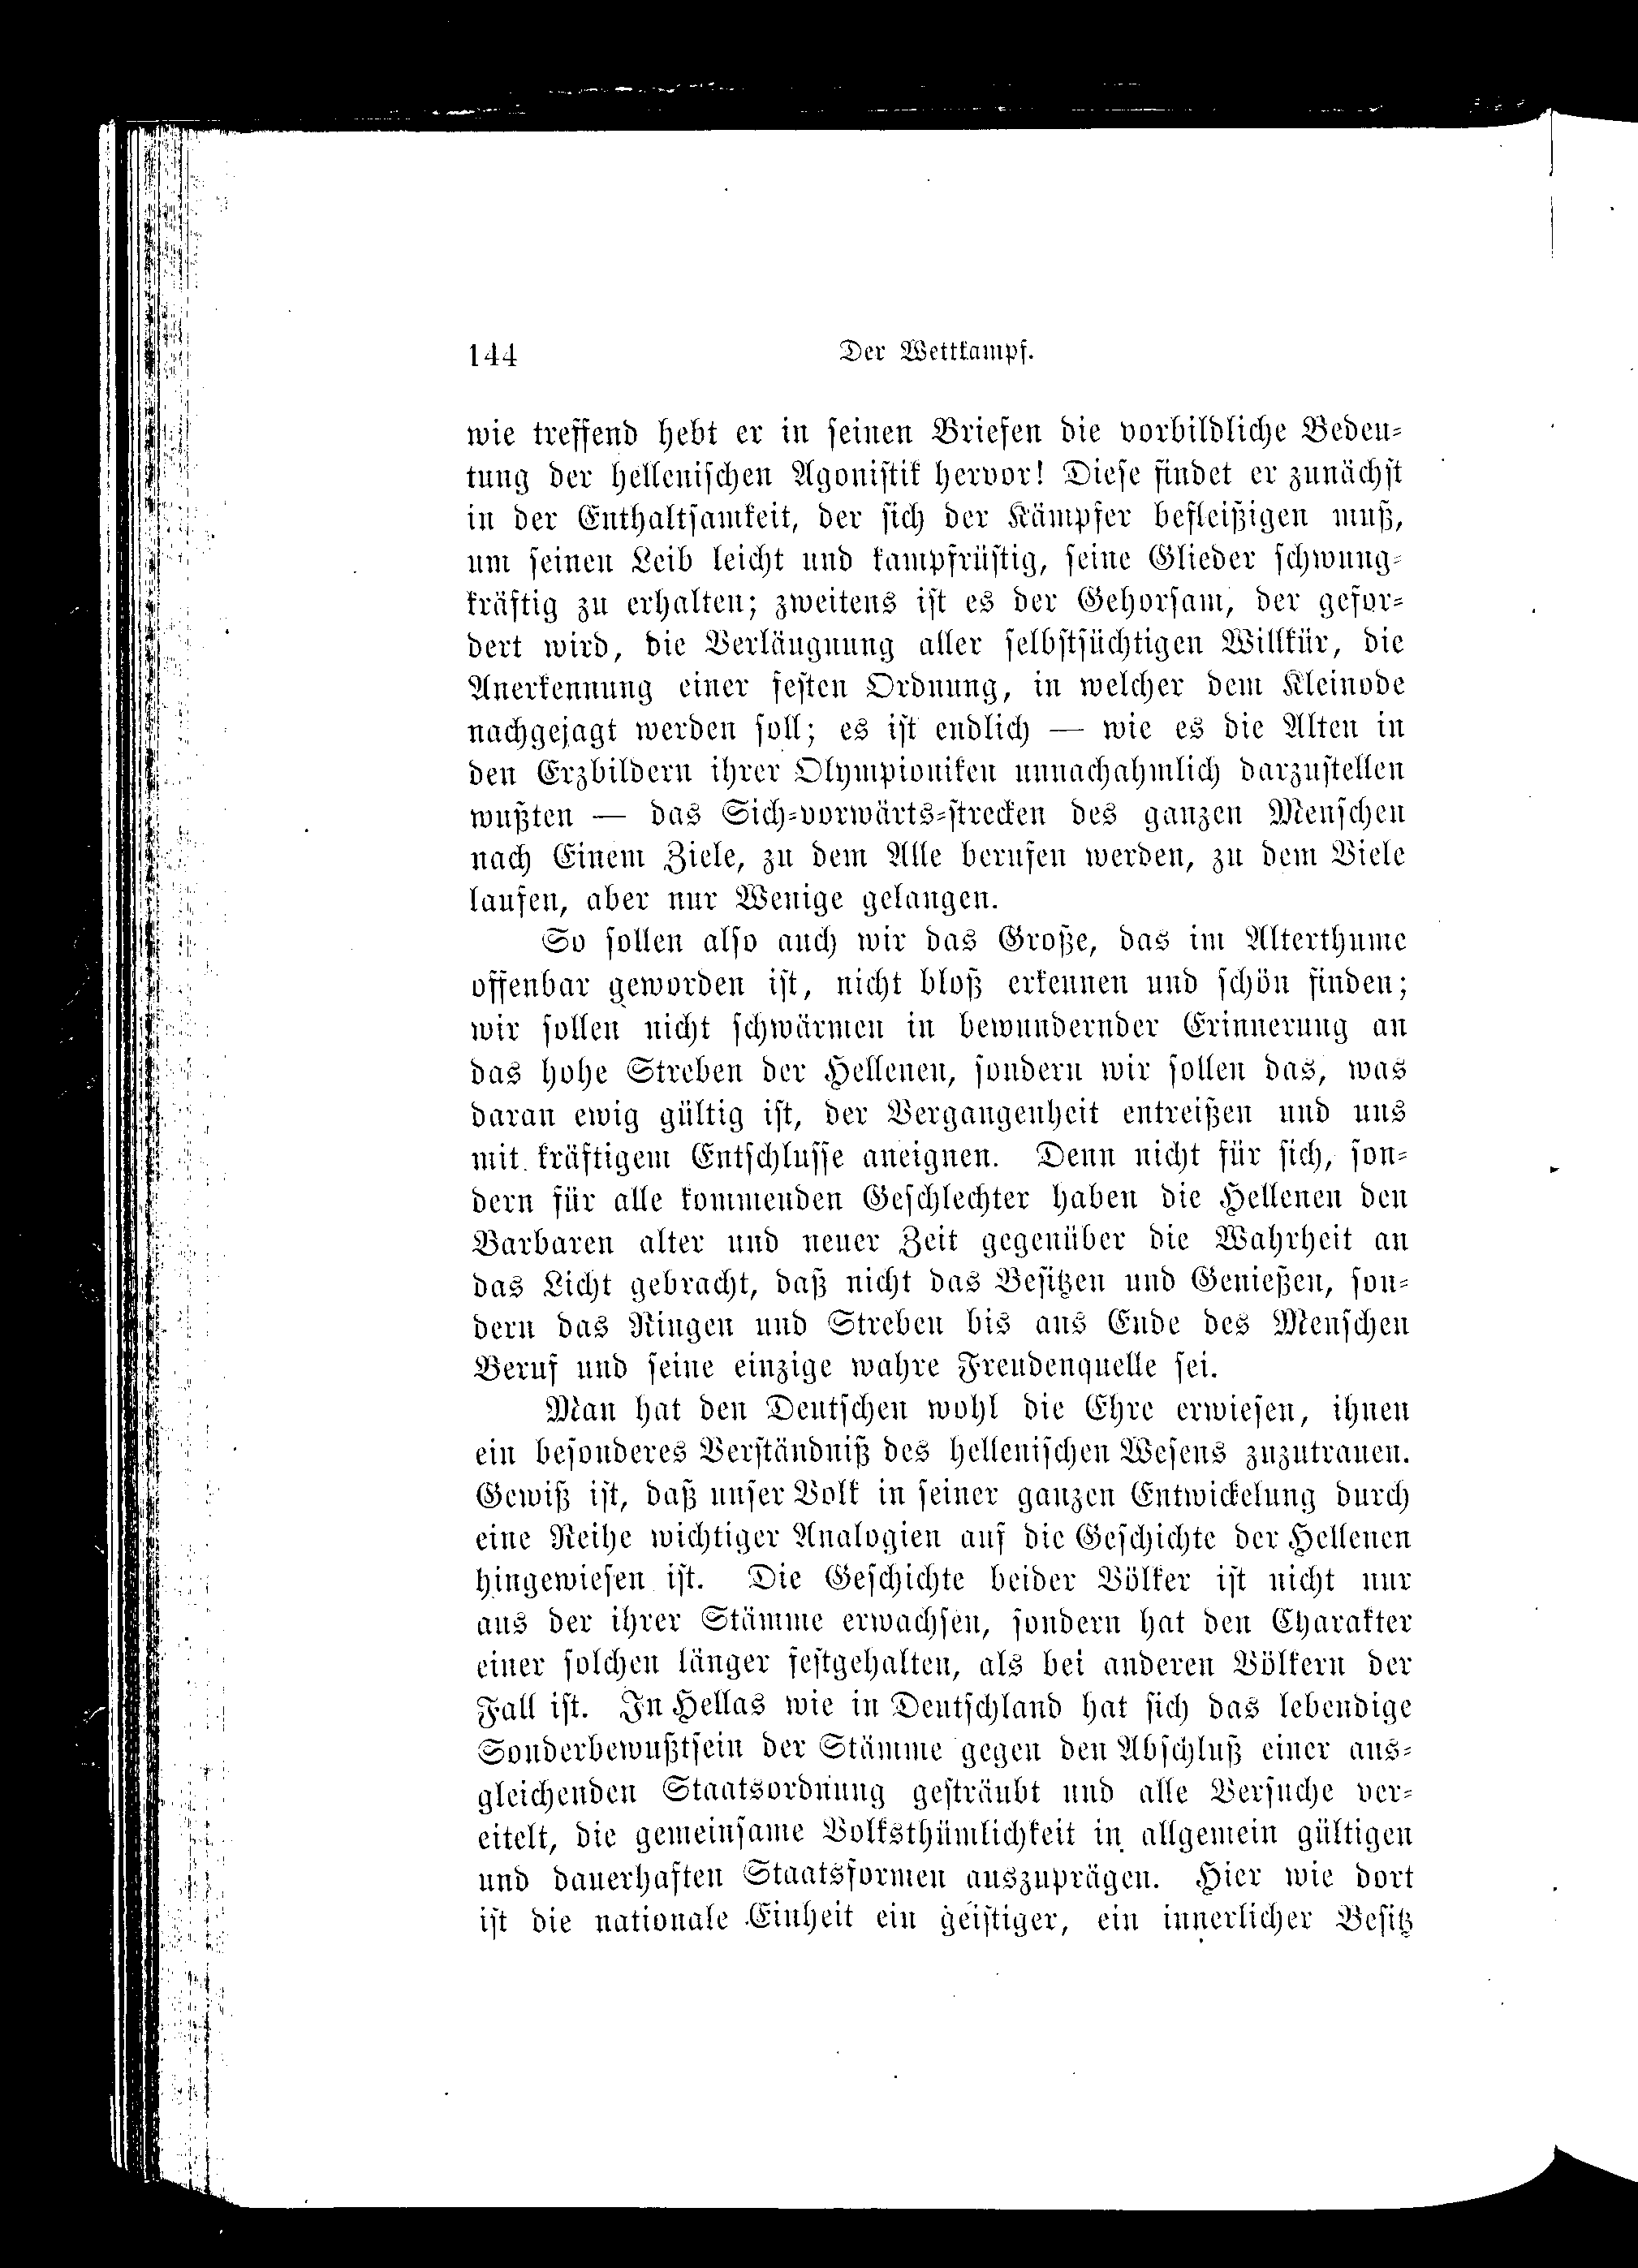 144 Der Wettkampf.
wie treffend hebt er in seinen Briefen die vorbildliche Bedeu-
tung der hellenischen Agonistik hervor! Diese findet er zunächst
in der Enthaltsamkeit, der sich der Kämpfer befleißigen muß,
um seinen Leib leicht und kampfrüstig, seine Glieder schwung-
kräftig zu erhalten; zweitens ist es der Gehorsam, der gefor-
dert wird, die Verläugnung aller selbstsüchtigen Willkür, die
Anerkennung einer festen Ordnung, in welcher dem Kleinode
nachgejagt werden soll; es ist endlich — wie es die Alten in
den Erzbildern ihrer Olympioniken unnachahmlich darzustellen
wußten — das Sich-vorwärts-strecken des ganzen Menschen
nach Einem Ziele, zu dem Alle berufen werden, zu dem Viele
laufen, aber nur Wenige gelangen.
So sollen also auch wir das Große, das im Alterthume
offenbar geworden ist, nicht bloß erkennen und schön finden;
wir sollen nicht schwärmen in bewundernder Erinnerung an
das hohe Streben der Hellenen, sondern wir sollen das, was
daran ewig gültig ist, der Vergangenheit entreißen und uns
mit kräftigem Entschlusse aneignen. Denn nicht für sich, son-
dern für alle kommenden Geschlechter haben die Hellenen den
Barbaren alter und neuer Zeit gegenüber die Wahrheit an
das Licht gebracht, daß nicht das Besitzen und Genießen, son-
dern das Ringen und Streben bis ans Ende des Menschen
Beruf und seine einzige wahre Freudenquelle sei.
Man hat den Deutschen wohl die Ehre erwiesen, ihnen
ein besonderes Verständniß des hellenischen Wesens zuzutrauen.
Gewiß ist, daß unser Volk in seiner ganzen Entwickelung durch
eine Reihe wichtiger Analogien auf die Geschichte der Hellenen
hingewiesen ist. Die Geschichte beider Völker ist nicht nur
aus der ihrer Stämme erwachsen, sondern hat den Charakter
einer solchen länger festgehalten, als bei anderen Völkern der
Fall ist. In Hellas wie in Deutschland hat sich das lebendige
Sonderbewußtsein der Stämme gegen den Abschluß einer aus-
gleichenden Staatsordnung gesträubt und alle Versuche ver-
eitelt, die gemeinsame Volksthümlichkeit in allgemein gültigen
und dauerhaften Staatsformen auszuprägen. Hier wie dort
ist die nationale Einheit ein geistiger, ein innerlicher Besitz